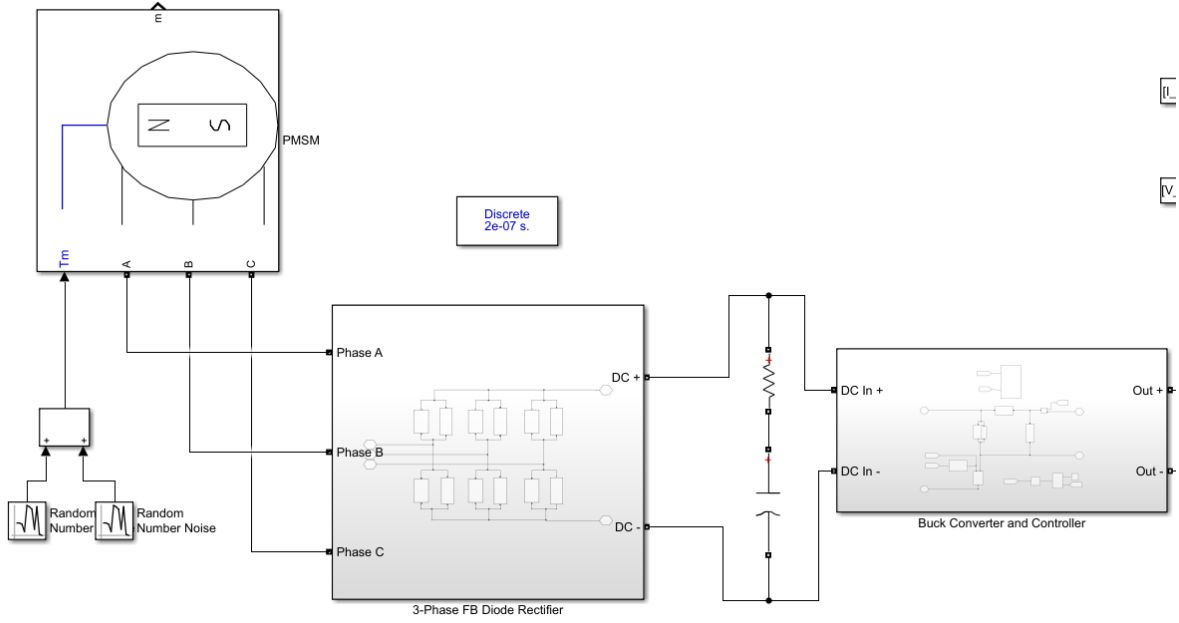 m
N S
PMSM
Discrete
2e-07 s.
[I_
[V_
Tm
A
B
C
Phase A
DC +
DC In +
Out +
Phase B
DC In -
Out -
+ +
Random
Number
Random
Number Noise
DC -
Phase C
Buck Converter and Controller
3-Phase FB Diode Rectifier
+
+